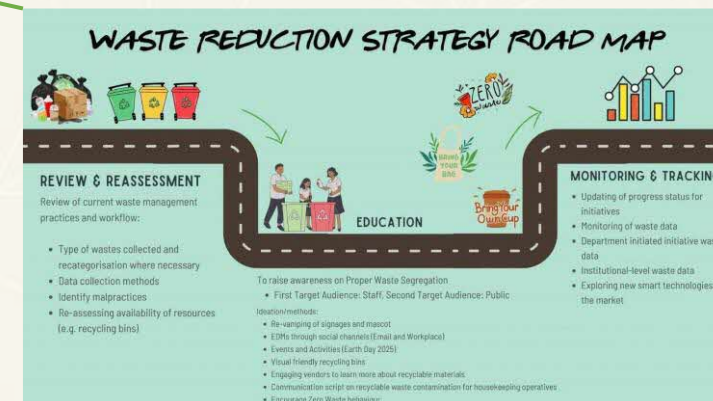 WASTE REDUCTION STRATEGY ROAD MAP
ZERO
waste
BRING
YOUR
BAG
Bring Your
Own Cup
REVIEW & REASSESSMENT
Review of current waste management
practices and workflow:
• Type of wastes collected and
recategorisation where necessary
• Data collection methods
• Identify malpractices
• Re-assessing availability of resources
(e.g. recycling bins)
EDUCATION
To raise awareness on Proper Waste Segregation
• First Target Audience: Staff, Second Target Audience: Public
Ideation/methods:
• Re-vamping of signages and mascot
• EDMs through social channels (Email and Workplace)
• Events and Activities (Earth Day 2025)
• Visual friendly recycling bins
• Engaging vendors to learn more about recyclable materials
• Communication script on recyclable waste contamination for housekeeping operatives
• Encourage Zero Waste behaviour:
MONITORING & TRACKIN
• Updating of progress status for
initiatives
• Monitoring of waste data
• Department initiated initiative was
data
• Institutional-level waste data
• Exploring new smart technologies
the market